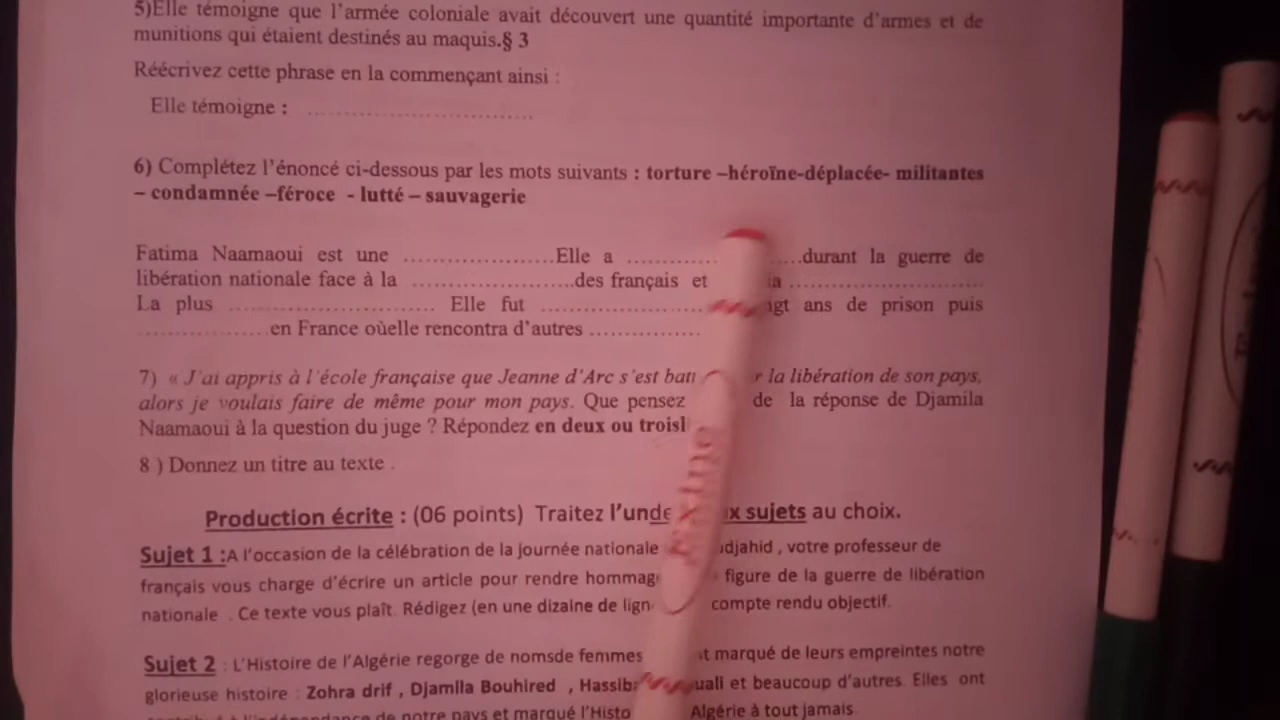 5)Elle témoigne que l'armée coloniale avait découvert une quantité importante d'armes et de
munitions qui étaient destinés au maquis.§ 3
Réécrivez cette phrase en la commençant ainsi :
Elle témoigne : ................................
6) Complétez l'énoncé ci-dessous par les mots suivants : torture –héroïne-déplacée- militantes
– condamnée –féroce - lutté – sauvagerie
Fatima Naamaoui est une .....................Elle a ............ ....durant la guerre de
libération nationale face à la ......................des français et ...........................
La plus ............................ Elle fut .................... ans de prison puis
.................en France oùelle rencontra d'autres ...............
7) « J'ai appris à l'école française que Jeanne d'Arc s'est la libération de son pays,
alors je voulais faire de même pour mon pays. Que pensez de la réponse de Djamila
Naamaoui à la question du juge ? Répondez en deux ou
8 ) Donnez un titre au texte .
Production écrite : (06 points) Traitez sujets au choix.
Sujet 1 :A l'occasion de la célébration de la journée nationale , votre professeur de
français vous charge d'écrire un article pour rendre figure de la guerre de libération
nationale . Ce texte vous plaît. Rédigez (en une dizaine de compte rendu objectif.
Sujet 2 : L'Histoire de l'Algérie regorge de nomsde femmes marqué de leurs empreintes notre
glorieuse histoire : Zohra drif , Djamila Bouhired , et beaucoup d'autres. Elles ont
de notre pays et marqué Algérie à tout jamais